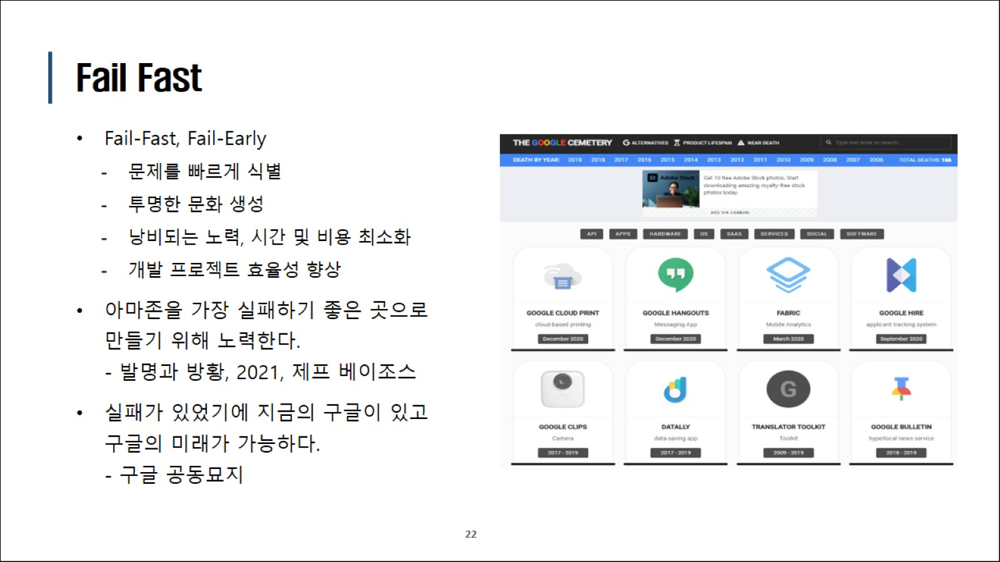 Fail Fast
• Fail-Fast, Fail-Early
- 문제를 빠르게 식별
- 투명한 문화 생성
- 낭비되는 노력, 시간 및 비용 최소화
- 개발 프로젝트 효율성 향상
• 아마존을 가장 실패하기 좋은 곳으로
만들기 위해 노력한다.
- 발명과 방황, 2021, 제프 베이조스
• 실패가 있었기에 지금의 구글이 있고
구글의 미래가 가능하다.
- 구글 공동묘지
THE GOOGLE CEMETERY G ALTERNATIVES PRODUCT LIFESPAN NEAR DEATH Type and enter to search...
DEATH BY YEAR: 2019 2018 2017 2016 2015 2014 2013 2012 2011 2010 2009 2008 2007 2006 TOTAL DEATHS: 166
St Adobe Stock
Get 10 free Adobe Stock photos. Start
downloading amazing royalty-free stock
photos today.
ADS VIA CARBON
API APPS HARDWARE OS SAAS SERVICES SOCIAL SOFTWARE
GOOGLE CLOUD PRINT
cloud-based printing
December 2020
GOOGLE HANGOUTS
Messaging App
December 2020
FABRIC
Mobile Analytics
March 2020
GOOGLE HIRE
applicant tracking system
September 2020
GOOGLE CLIPS
Camera
2017 - 2019
DATALLY
data-saving app
2017 - 2019
G
TRANSLATOR TOOLKIT
Toolkit
2009 - 2019
GOOGLE BULLETIN
hyperlocal news service
2018 - 2019
22